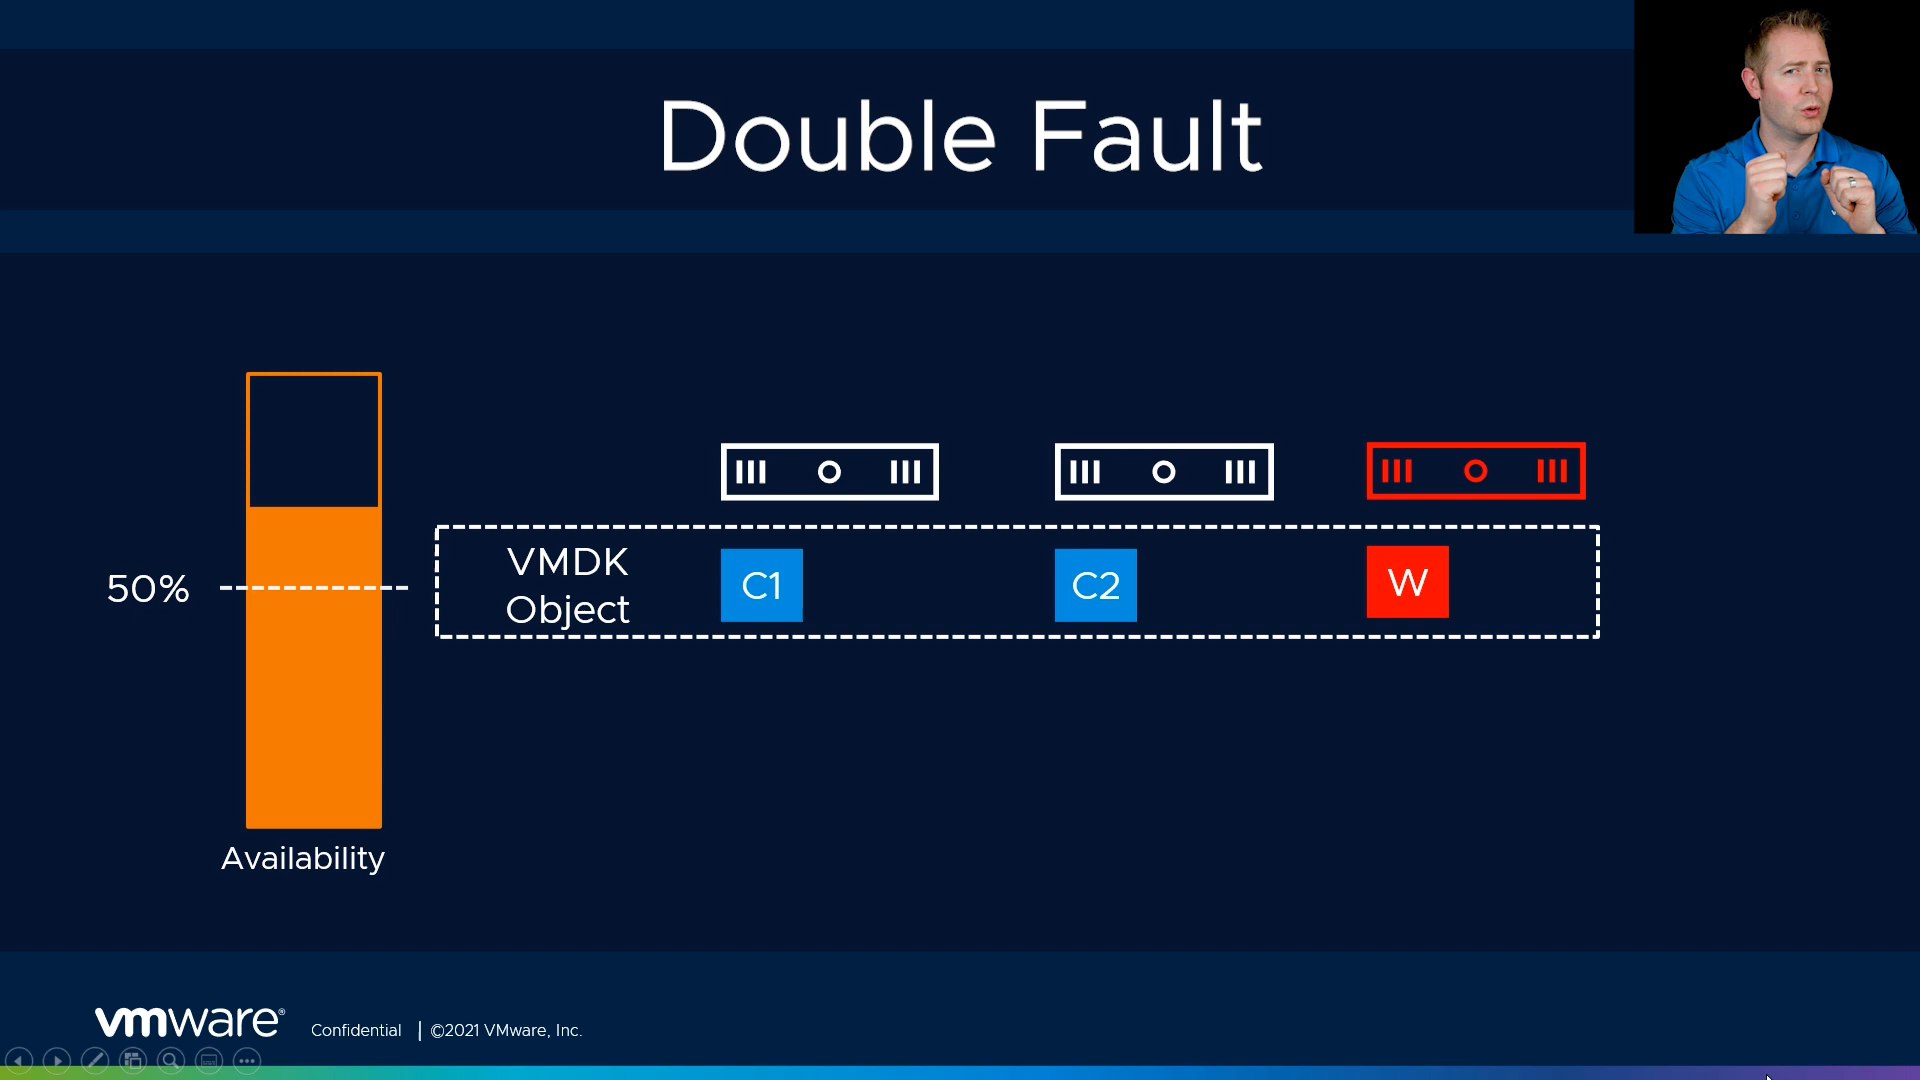 Double Fault
50%
VMDK
Object
C1
C2
W
Availability
vmware®
Confidential | ©2021 VMware, Inc.